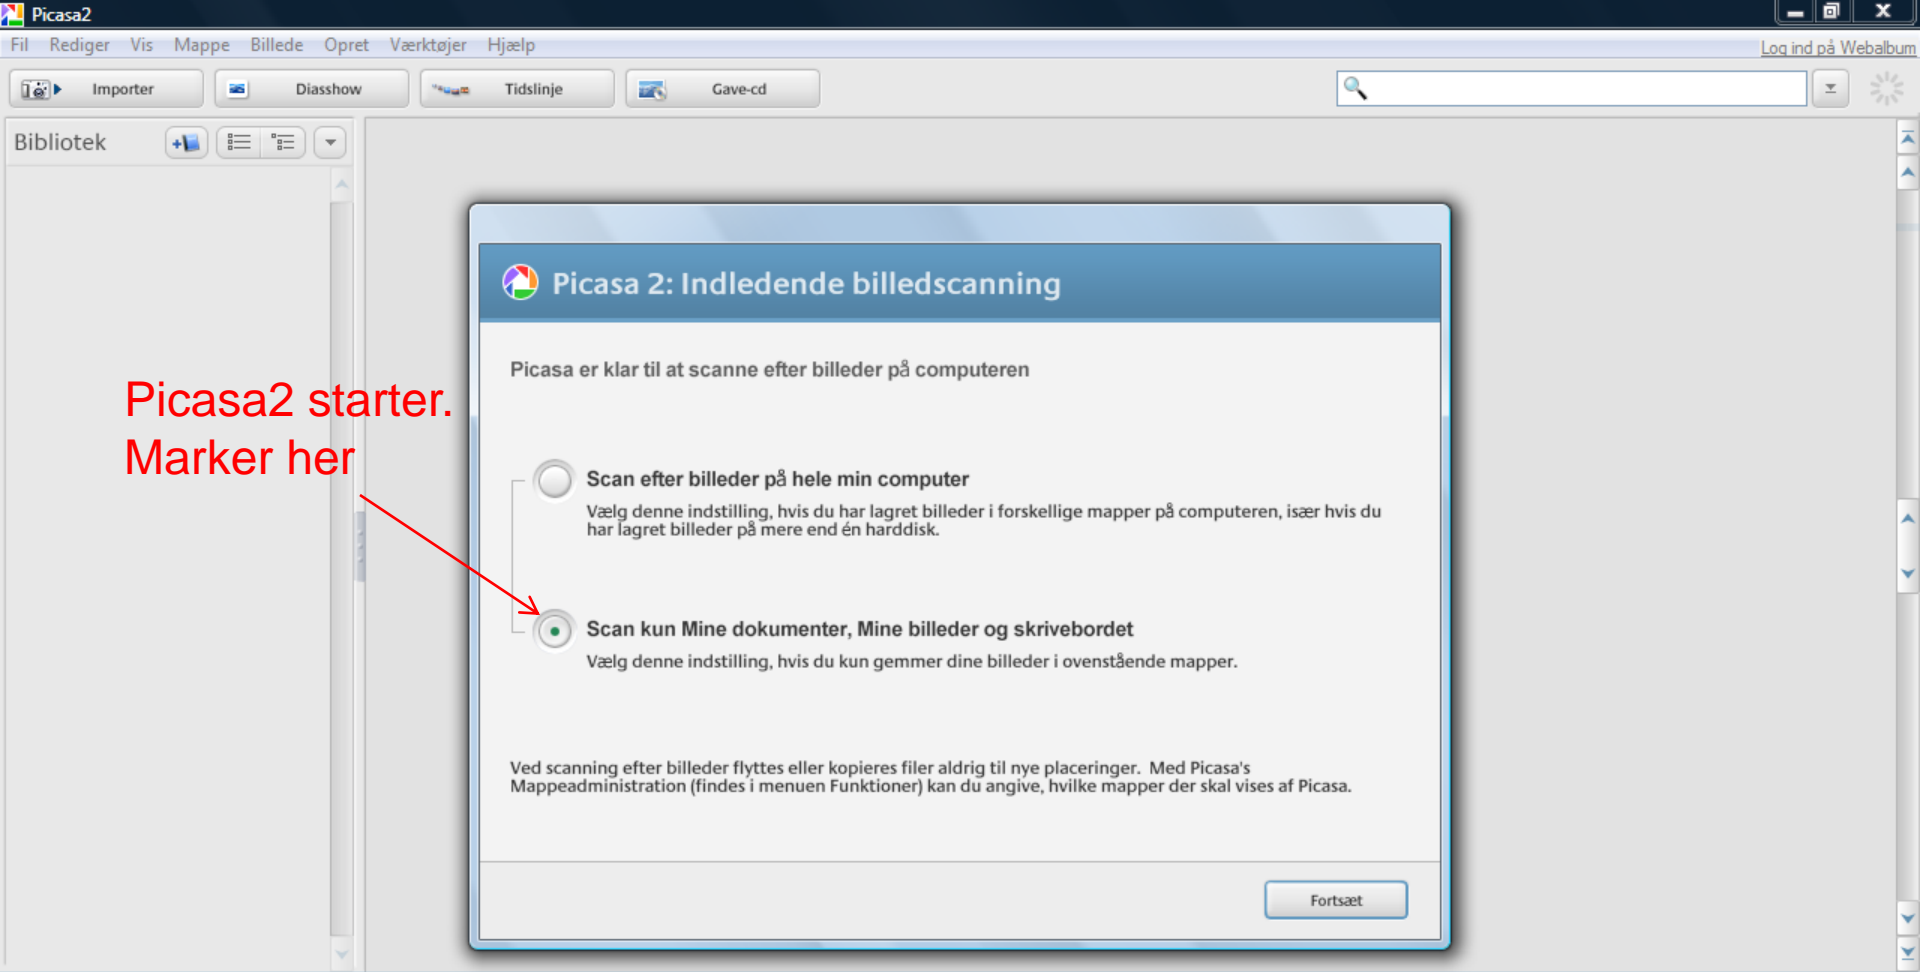 Picasa2
Fil Rediger Vis Mappe Billede Opret Værktøjer Hjælp
Log ind på Webalbum
Importer Diasshow Tidslinje Gave-cd
Bibliotek
Picasa 2: Indledende billedscanning
Picasa er klar til at scanne efter billeder på computeren
Picasa2 starter.
Marker her
Scan efter billeder på hele min computer
Vælg denne indstilling, hvis du har lagret billeder i forskellige mapper på computeren, især hvis du
har lagret billeder på mere end én harddisk.
Scan kun Mine dokumenter, Mine billeder og skrivebordet
Vælg denne indstilling, hvis du kun gemmer dine billeder i ovenstående mapper.
Ved scanning efter billeder flyttes eller kopieres filer aldrig til nye placeringer. Med Picasa's
Mappeadministration (findes i menuen Funktioner) kan du angive, hvilke mapper der skal vises af Picasa.
Fortsæt